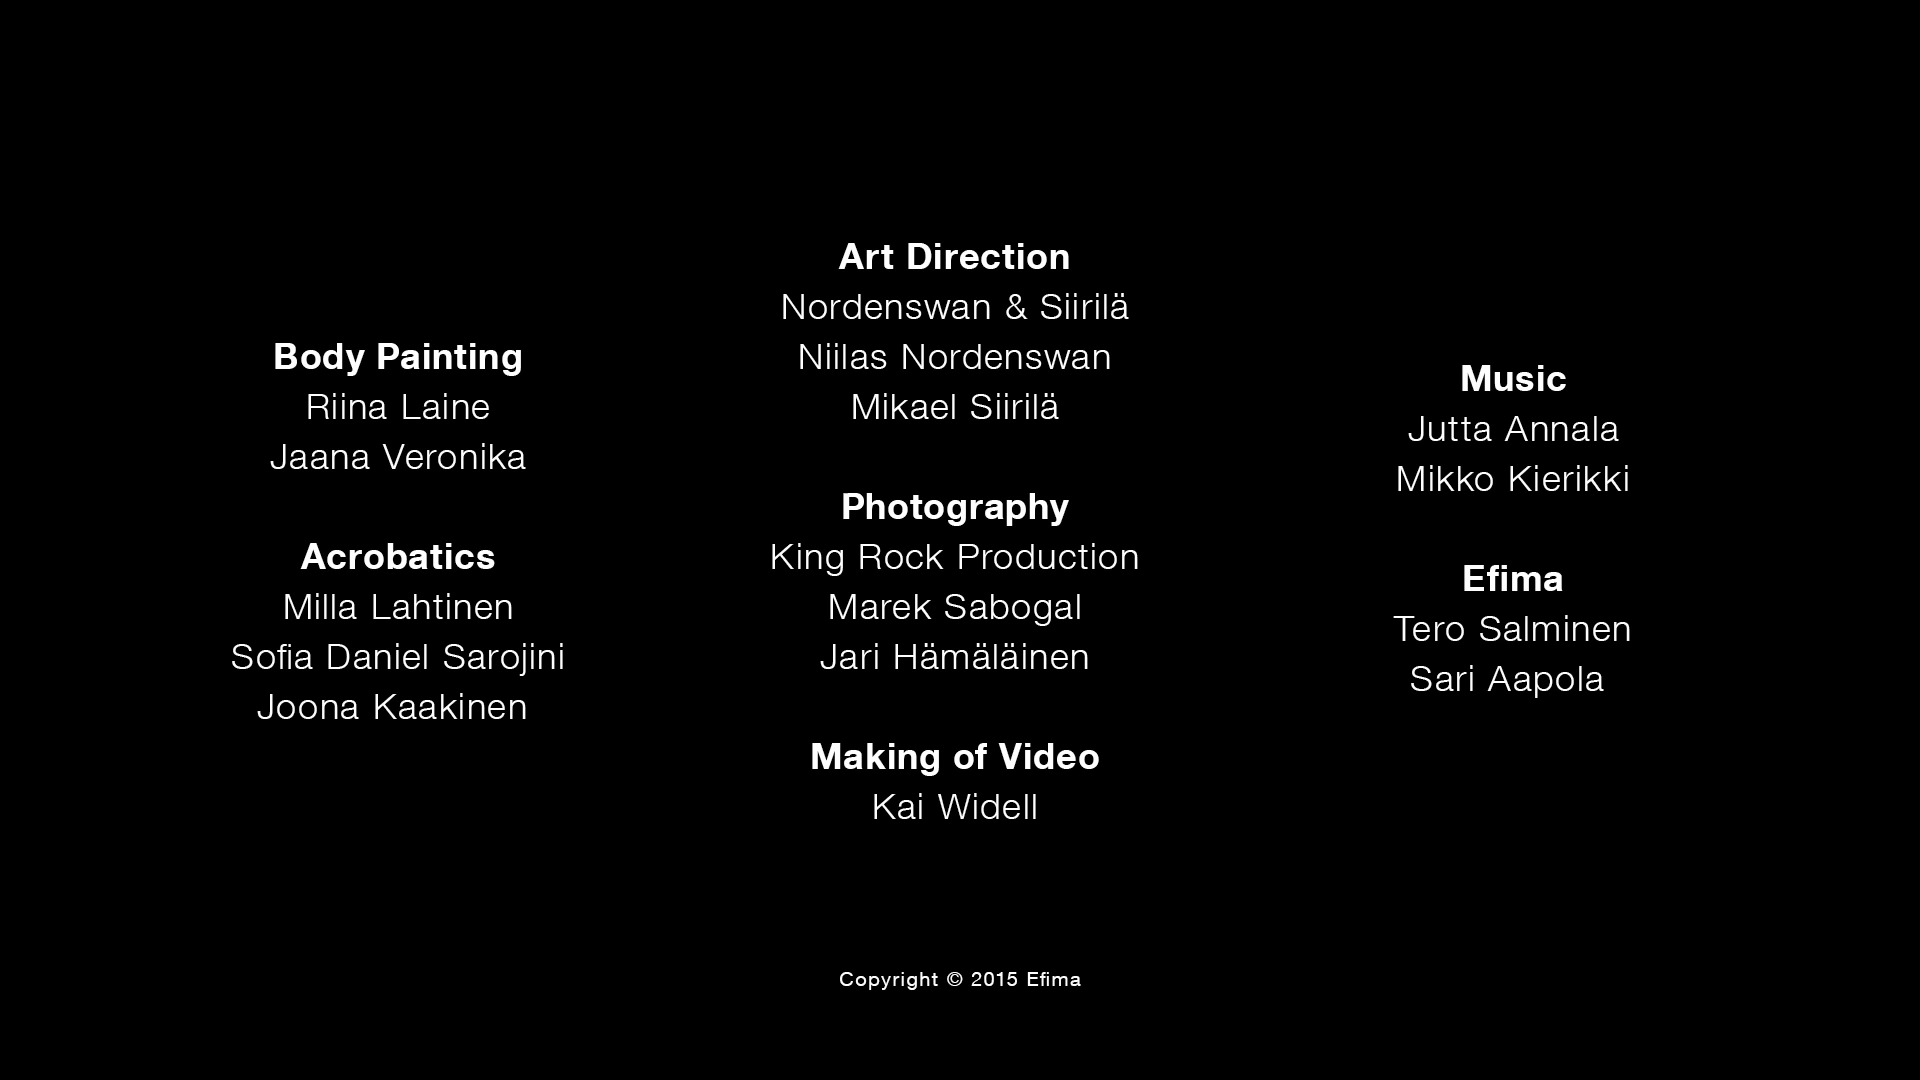 Body Painting
Riina Laine
Jaana Veronika
Acrobatics
Milla Lahtinen
Sofia Daniel Sarojini
Joona Kaakinen
Art Direction
Nordenswan & Siirilä
Niilas Nordenswan
Mikael Siirilä
Photography
King Rock Production
Marek Sabogal
Jari Hämäläinen
Making of Video
Kai Widell
Music
Jutta Annala
Mikko Kierikki
Efima
Tero Salminen
Sari Aapola
Copyright © 2015 Efima